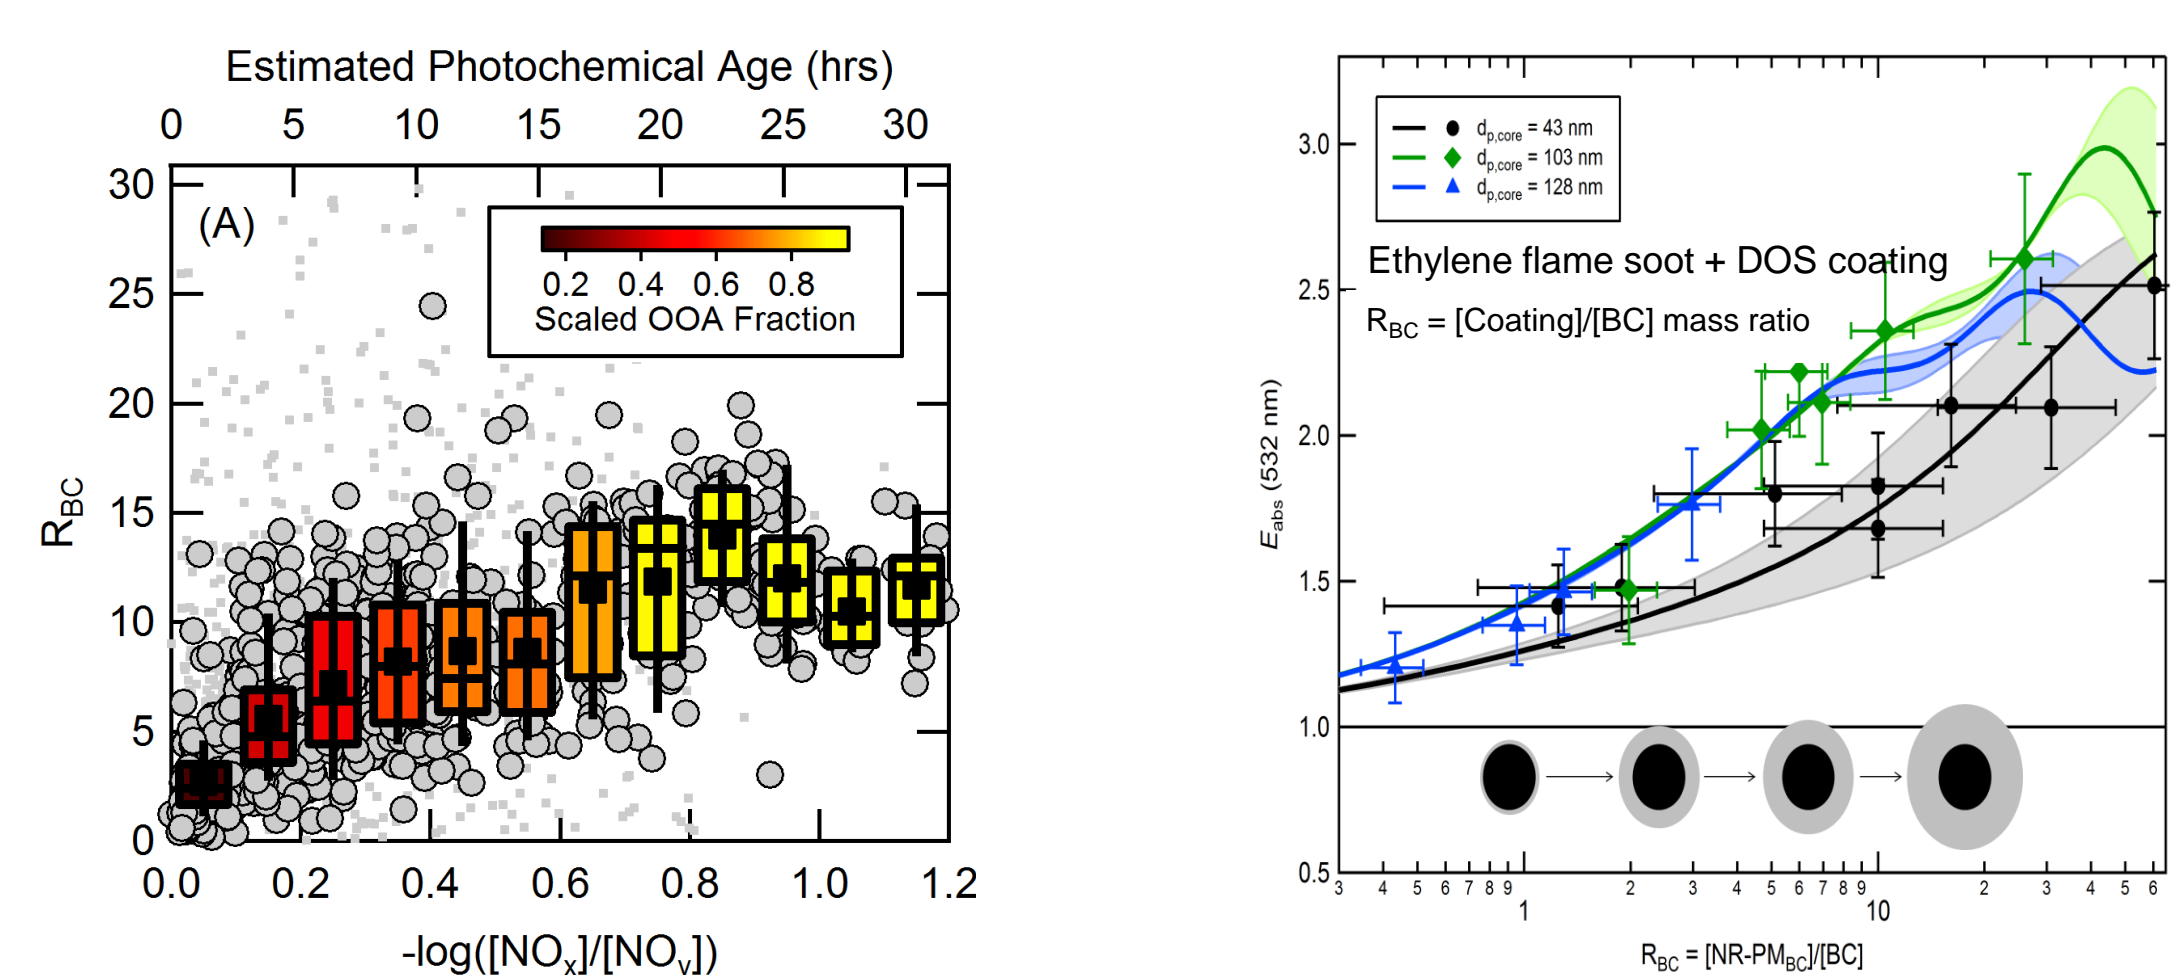 Estimated Photochemical Age (hrs)
0 5 10 15 20 25 30
30
25
20
15
10
5
0
R_BC
(A)
0.2 0.4 0.6 0.8
Scaled OOA Fraction
0.0 0.2 0.4 0.6 0.8 1.0 1.2
-log([NOx]/[NOy])
3.0
2.5
2.0
1.5
1.0
0.5
E_abs (532 nm)
d_p,core = 43 nm
d_p,core = 103 nm
d_p,core = 128 nm
Ethylene flame soot + DOS coating
R_BC = [Coating]/[BC] mass ratio
3 4 5 6 7 8 9 2 3 4 5 6 7 8 9 2 3 4 5 6
1 10
R_BC = [NR-PM_BC]/[BC]